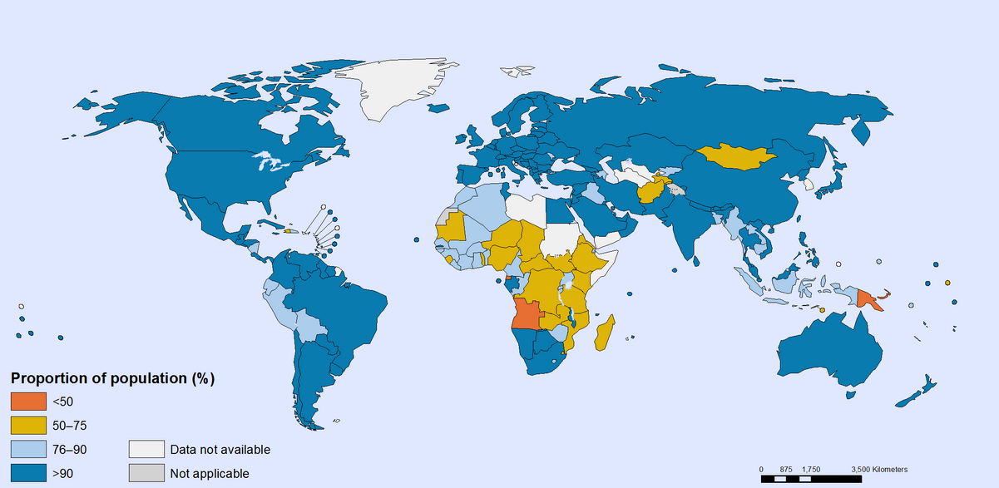 Proportion of population (%)
<50
50–75
76–90
>90
Data not available
Not applicable
0 875 1,750 3,500 Kilometers